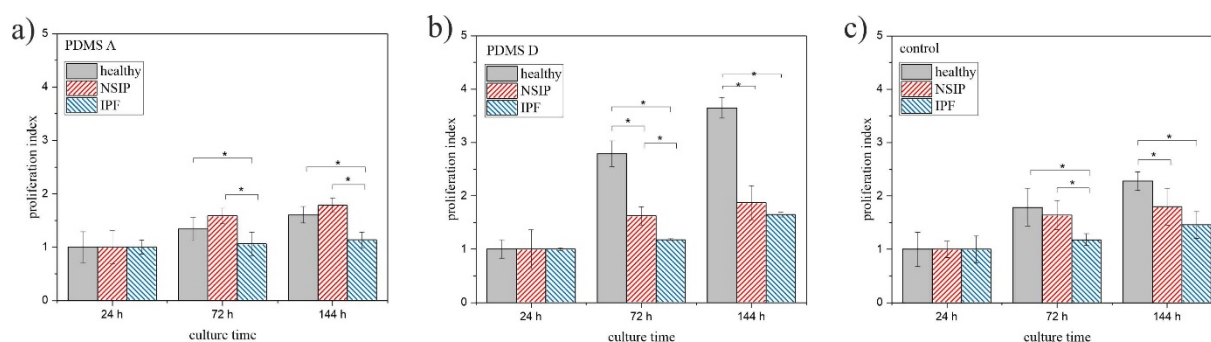 a)
PDMS A
healthy
NSIP
IPF
proliferation index
5
4
3
2
1
0
*
*
*
*
24 h
72 h
144 h
culture time
b)
PDMS D
healthy
NSIP
IPF
proliferation index
5
4
3
2
1
0
*
*
*
*
*
24 h
72 h
144 h
culture time
c)
control
healthy
NSIP
IPF
proliferation index
5
4
3
2
1
0
*
*
*
*
24 h
72 h
144 h
culture time